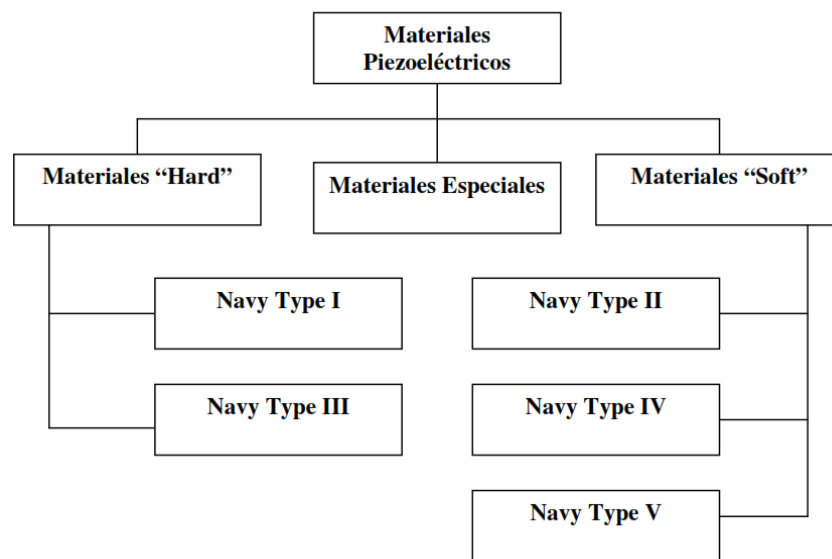 Materiales
Piezoeléctricos
Materiales “Hard”
Materiales Especiales
Materiales “Soft”
Navy Type I
Navy Type II
Navy Type III
Navy Type IV
Navy Type V